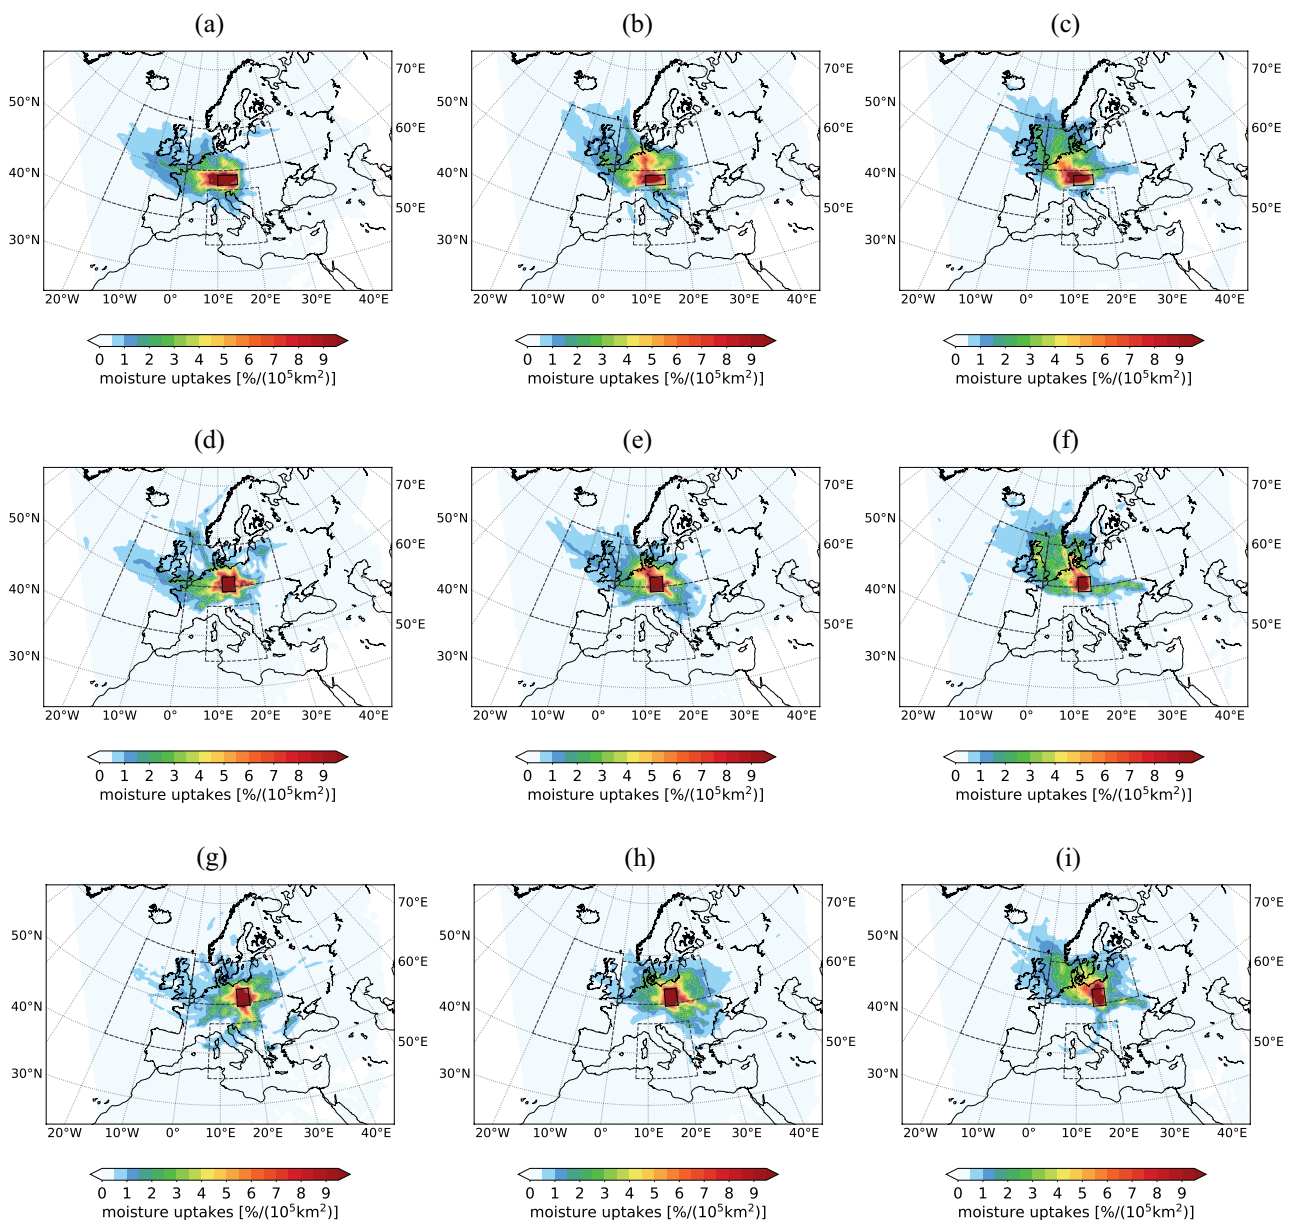 (a) (b) (c)
70°E 70°E 70°E
50°N 50°N 50°N
60°E 60°E 60°E
40°N 40°N 40°N
50°E 50°E 50°E
30°N 30°N 30°N
20°W 10°W 0° 10°E 20°E 30°E 40°E 20°W 10°W 0° 10°E 20°E 30°E 40°E 20°W 10°W 0° 10°E 20°E 30°E 40°E
0 1 2 3 4 5 6 7 8 9 0 1 2 3 4 5 6 7 8 9 0 1 2 3 4 5 6 7 8 9
moisture uptakes [%/(10⁵km²)] moisture uptakes [%/(10⁵km²)] moisture uptakes [%/(10⁵km²)]
(d) (e) (f)
70°E 70°E 70°E
50°N 50°N 50°N
60°E 60°E 60°E
40°N 40°N 40°N
50°E 50°E 50°E
30°N 30°N 30°N
20°W 10°W 0° 10°E 20°E 30°E 40°E 20°W 10°W 0° 10°E 20°E 30°E 40°E 20°W 10°W 0° 10°E 20°E 30°E 40°E
0 1 2 3 4 5 6 7 8 9 0 1 2 3 4 5 6 7 8 9 0 1 2 3 4 5 6 7 8 9
moisture uptakes [%/(10⁵km²)] moisture uptakes [%/(10⁵km²)] moisture uptakes [%/(10⁵km²)]
(g) (h) (i)
70°E 70°E 70°E
50°N 50°N 50°N
60°E 60°E 60°E
40°N 40°N 40°N
50°E 50°E 50°E
30°N 30°N 30°N
20°W 10°W 0° 10°E 20°E 30°E 40°E 20°W 10°W 0° 10°E 20°E 30°E 40°E 20°W 10°W 0° 10°E 20°E 30°E 40°E
0 1 2 3 4 5 6 7 8 9 0 1 2 3 4 5 6 7 8 9 0 1 2 3 4 5 6 7 8 9
moisture uptakes [%/(10⁵km²)] moisture uptakes [%/(10⁵km²)] moisture uptakes [%/(10⁵km²)]